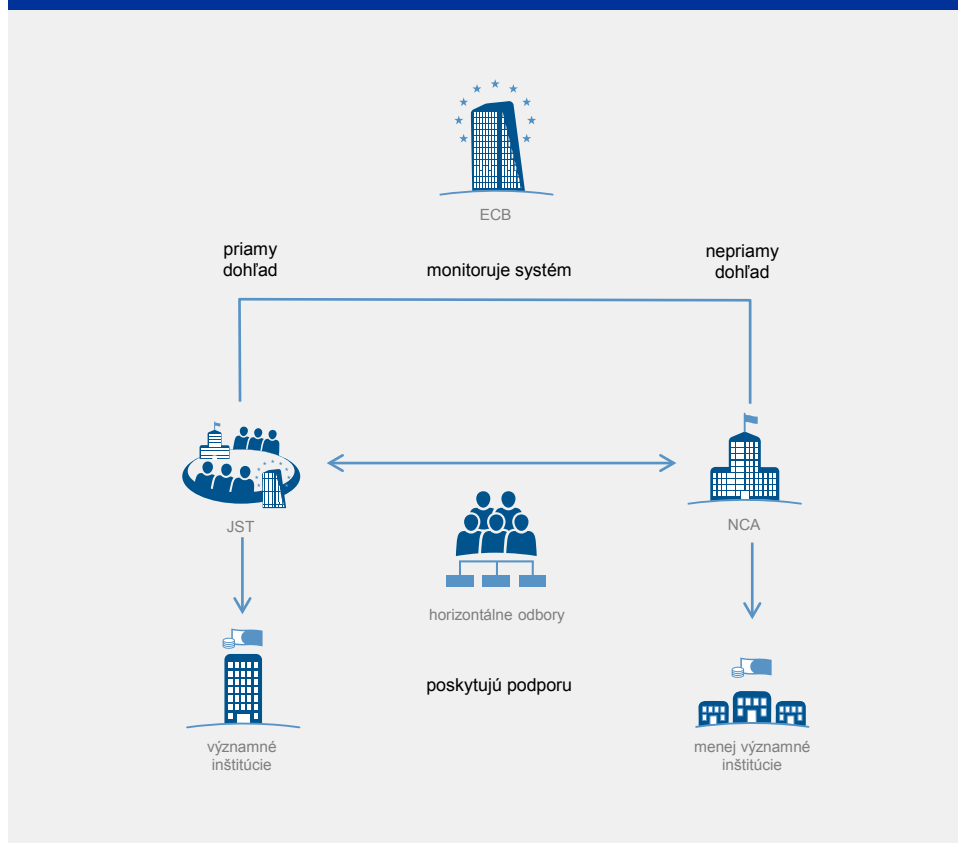 ECB
priamy
dohľad
monitoruje systém
nepriamy
dohľad
JST
NCA
horizontálne odbory
poskytujú podporu
významné
inštitúcie
menej významné
inštitúcie